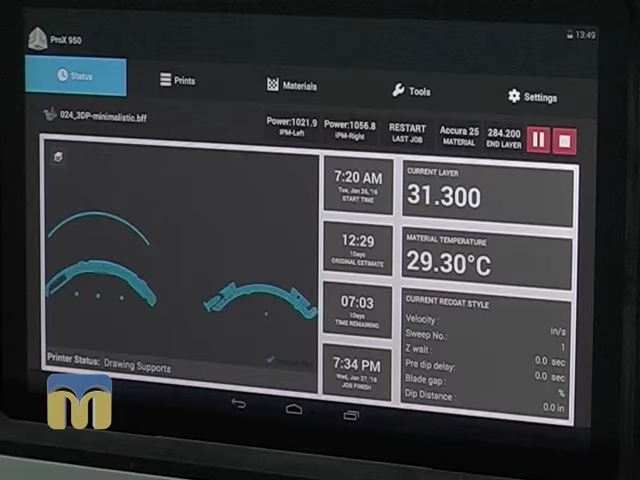 ProX 950
13:49
Status
Prints
Materials
Tools
Settings
024_3DP-minimalistic.bff
Power:1021.9
IPM-Left
Power:1056.8
IPM-Right
RESTART
LAST JOB
Accura 25
MATERIAL
284.200
END LAYER
7:20 AM
Tue, Jan 26, '16
START TIME
12:29
1Days
ORIGINAL ESTIMATE
07:03
1Days
TIME REMAINING
7:34 PM
Wed, Jan 27, '16
JOB FINISH
CURRENT LAYER
31.300
MATERIAL TEMPERATURE
29.30°C
CURRENT RECOAT STYLE
Velocity : in/s
Sweep No.: 1
Z wait : 0.0 sec
Pre dip delay: 0.0 sec
Blade gap : %
Dip Distance : 0.0 in
Printer Status: Drawing Supports
M